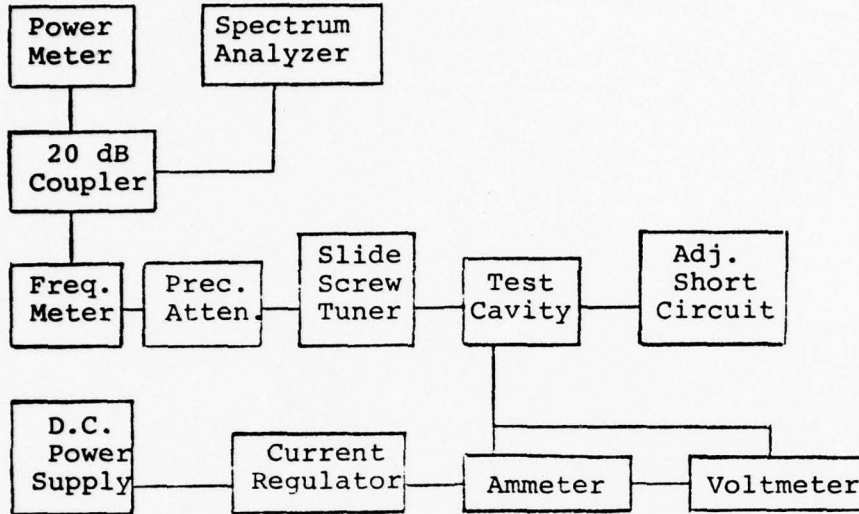 Power
Meter
Spectrum
Analyzer
20 dB
Coupler
Freq.
Meter
Prec.
Atten.
Slide
Screw
Tuner
Test
Cavity
Adj.
Short
Circuit
D.C.
Power
Supply
Current
Regulator
Ammeter
Voltmeter